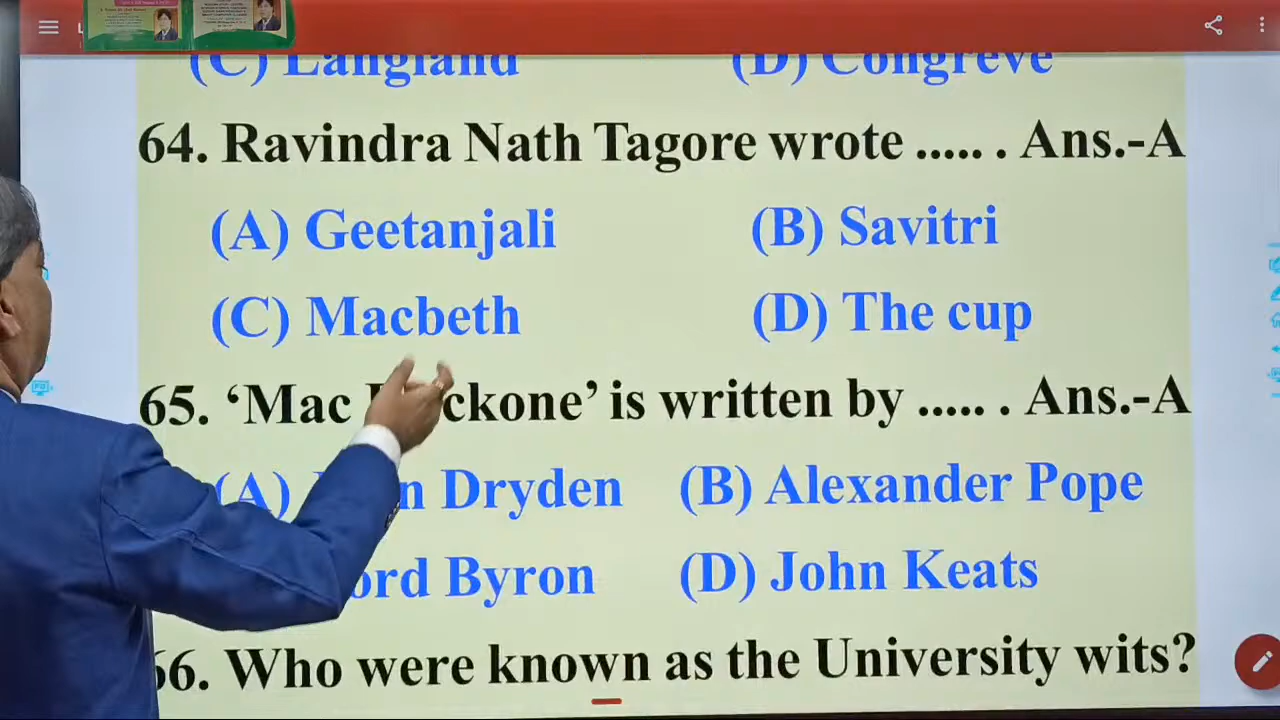 (C) Langland (D) Congreve
64. Ravindra Nath Tagore wrote ..... . Ans.-A
(A) Geetanjali (B) Savitri
(C) Macbeth (D) The cup
65. ‘Mac ckone’ is written by ..... . Ans.-A
(A) Dryden (B) Alexander Pope
Byron (D) John Keats
66. Who were known as the University wits?